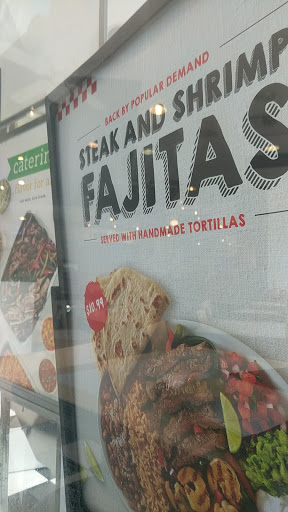 BACK BY POPULAR DEMAND
STEAK AND SHRIMP
FAJITAS
SERVED WITH HANDMADE TORTILLAS
$10.99
caterin